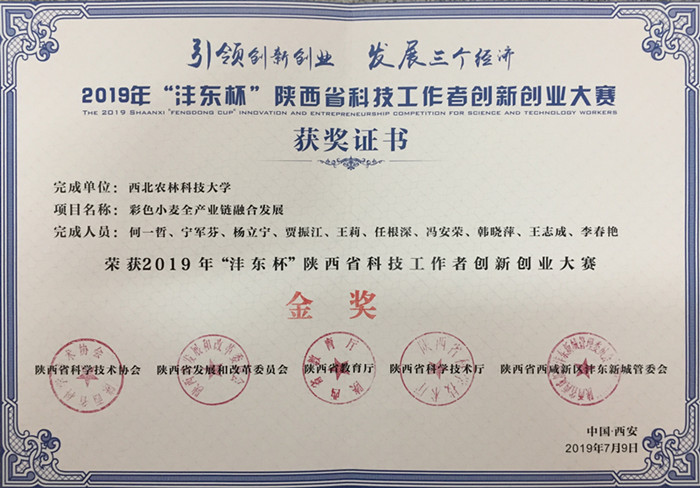 引领创新创业 发展三个经济
2019年“沣东杯”陕西省科技工作者创新创业大赛
THE 2019 SHAANXI "FENGDONG CUP" INNOVATION AND ENTREPRENEURSHIP COMPETITION FOR SCIENCE AND TECHNOLOGY WORKERS
获奖证书
完成单位：西北农林科技大学
项目名称：彩色小麦全产业链融合发展
完成人员：何一哲、宁军芬、杨立宁、贾振江、王莉、任根深、冯安荣、韩晓萍、王志成、李春艳
荣获2019年“沣东杯”陕西省科技工作者创新创业大赛
金奖
陕西省科学技术协会 陕西省发展和改革委员会 陕西省教育厅 陕西省科学技术厅 陕西省西咸新区沣东新城管委会
中国·西安
2019年7月9日